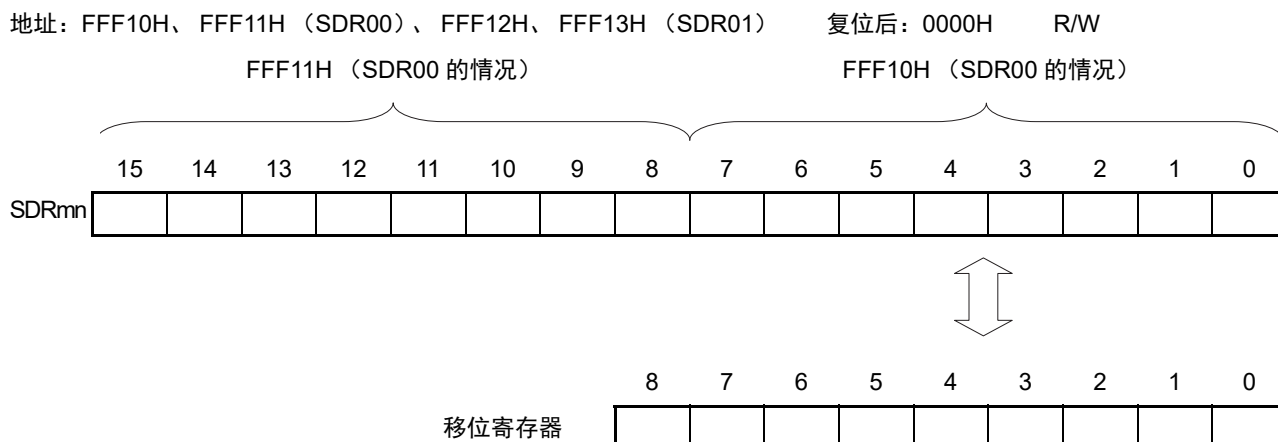 地址：FFF10H、 FFF11H （SDR00）、 FFF12H、 FFF13H （SDR01） 复位后：0000H R/W
FFF11H （SDR00 的情况） FFF10H （SDR00 的情况）
15 14 13 12 11 10 9 8 7 6 5 4 3 2 1 0
SDRmn
8 7 6 5 4 3 2 1 0
移位寄存器